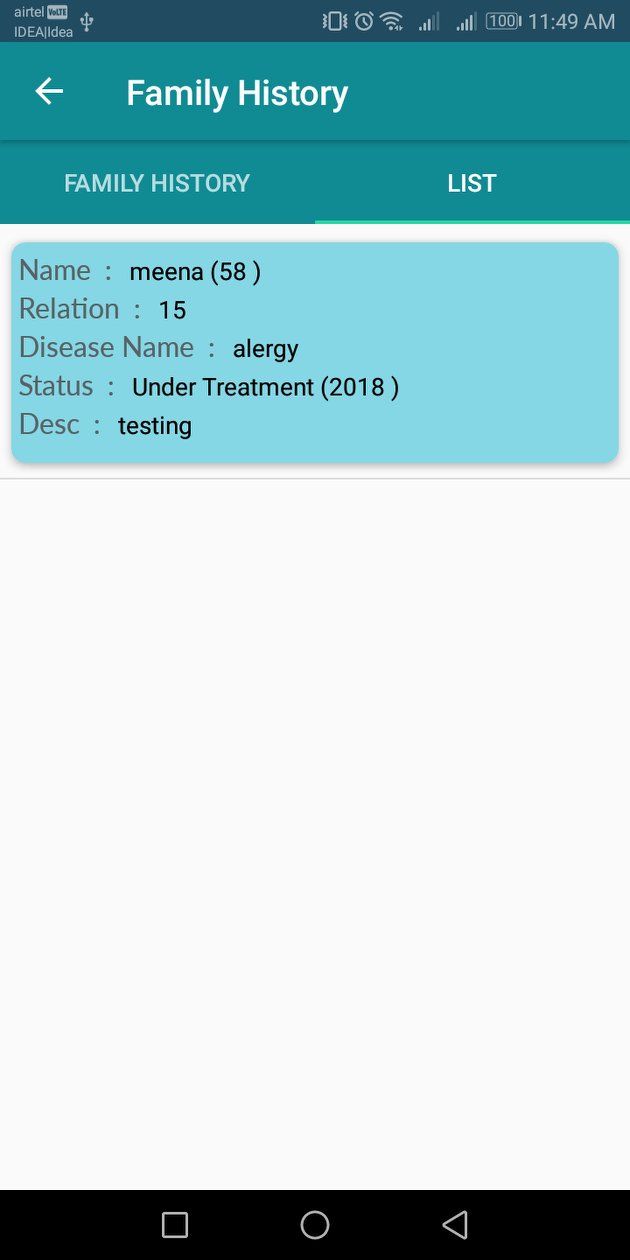 airtel VoLTE
IDEA|Idea
100
11:49 AM
Family History
FAMILY HISTORY
LIST
Name : meena (58 )
Relation : 15
Disease Name : alergy
Status : Under Treatment (2018 )
Desc : testing